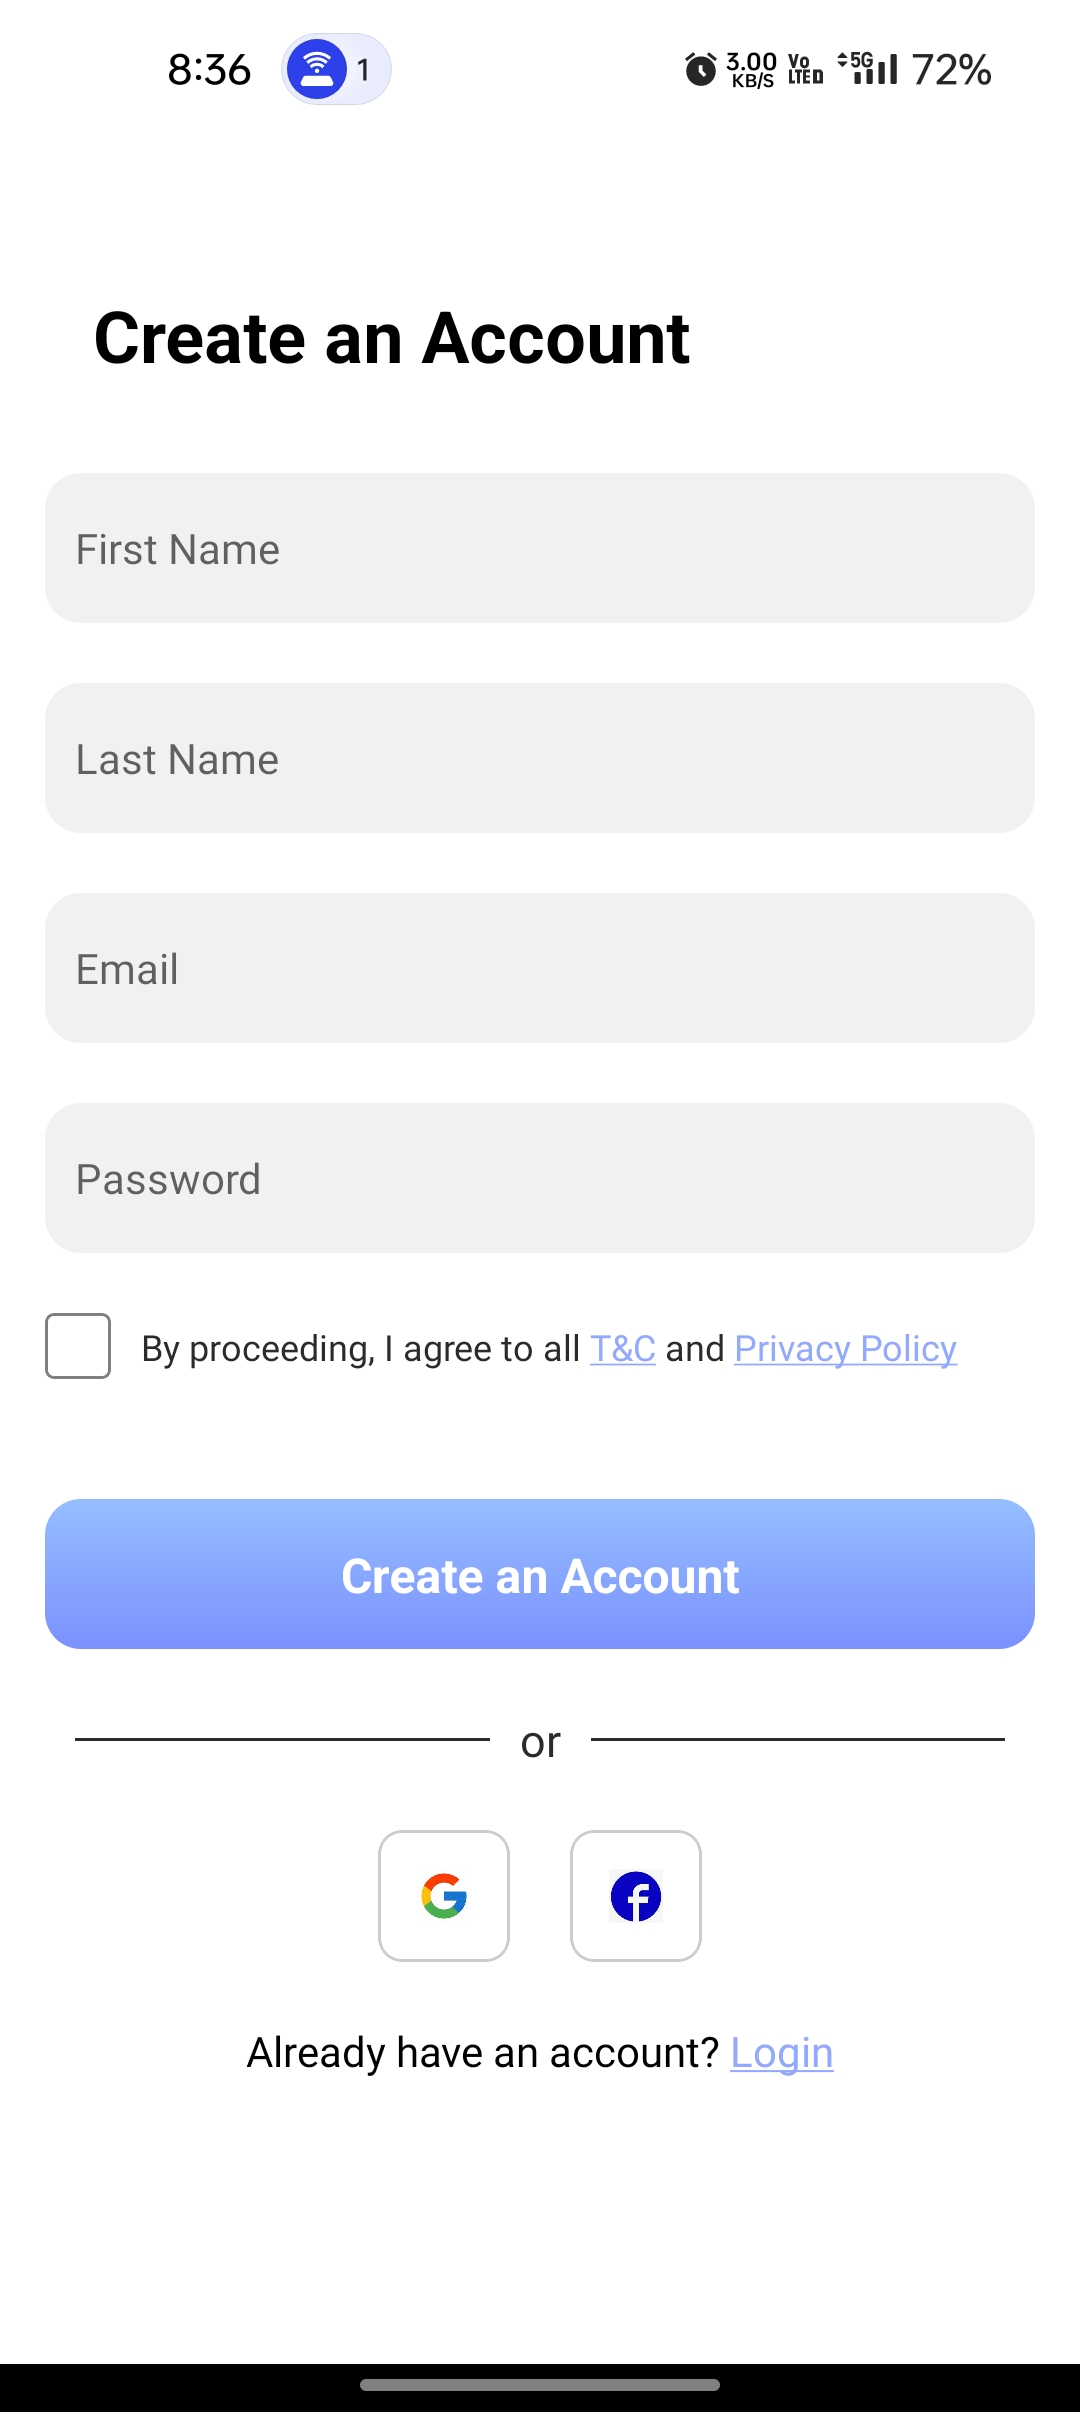 8:36 1 3.00 KB/S Vo LTE D 5G 72%
Create an Account
First Name
Last Name
Email
Password
By proceeding, I agree to all T&C and Privacy Policy
Create an Account
or
Already have an account? Login